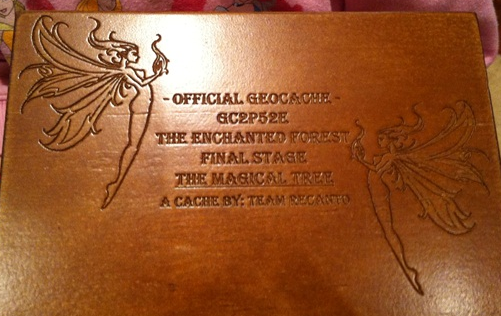 - OFFICIAL GEOCACHE -
GC2P52E
THE ENCHANTED FOREST
FINAL STAGE
THE MAGICAL TREE
A CACHE BY: TEAM RECANTO